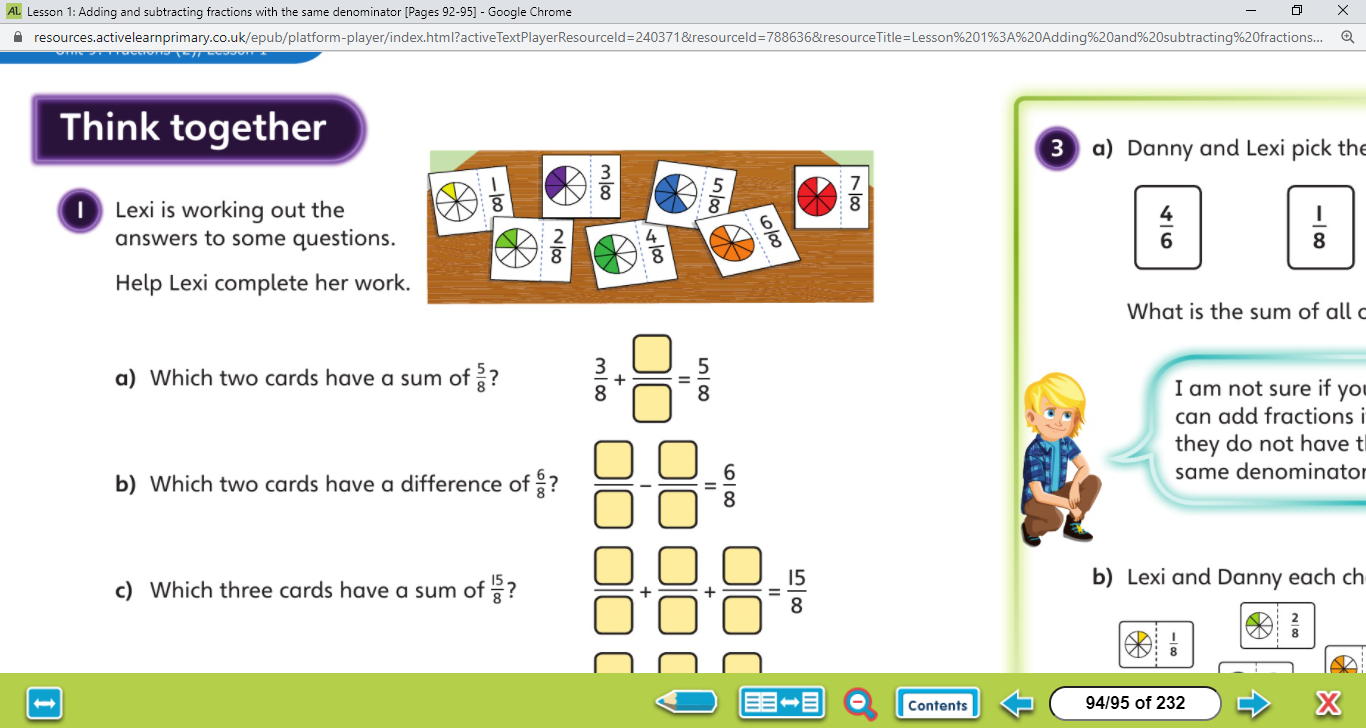 Lesson 1: Adding and subtracting fractions with the same denominator [Pages 92-95] - Google Chrome
resources.activelearnprimary.co.uk/epub/platform-player/index.html?activeTextPlayerResourceId=240371&resourceId=788636&resourceTitle=Lesson%201%3A%20Adding%20and%20subtracting%20fractions...
Unit 9: Fractions (2), Lesson 1
Think together
1/8 3/8 5/8 7/8
2/8 4/8 6/8
1 Lexi is working out the
answers to some questions.
Help Lexi complete her work.
a) Which two cards have a sum of 5/8? 3/8 + = 5/8
b) Which two cards have a difference of 6/8? - = 6/8
c) Which three cards have a sum of 15/8? + + = 15/8
3 a) Danny and Lexi pick the
4/6 1/8
What is the sum of all
I am not sure if you
can add fractions i
they do not have t
same denominator
b) Lexi and Danny each ch
1/8 2/8
Contents
94/95 of 232
X